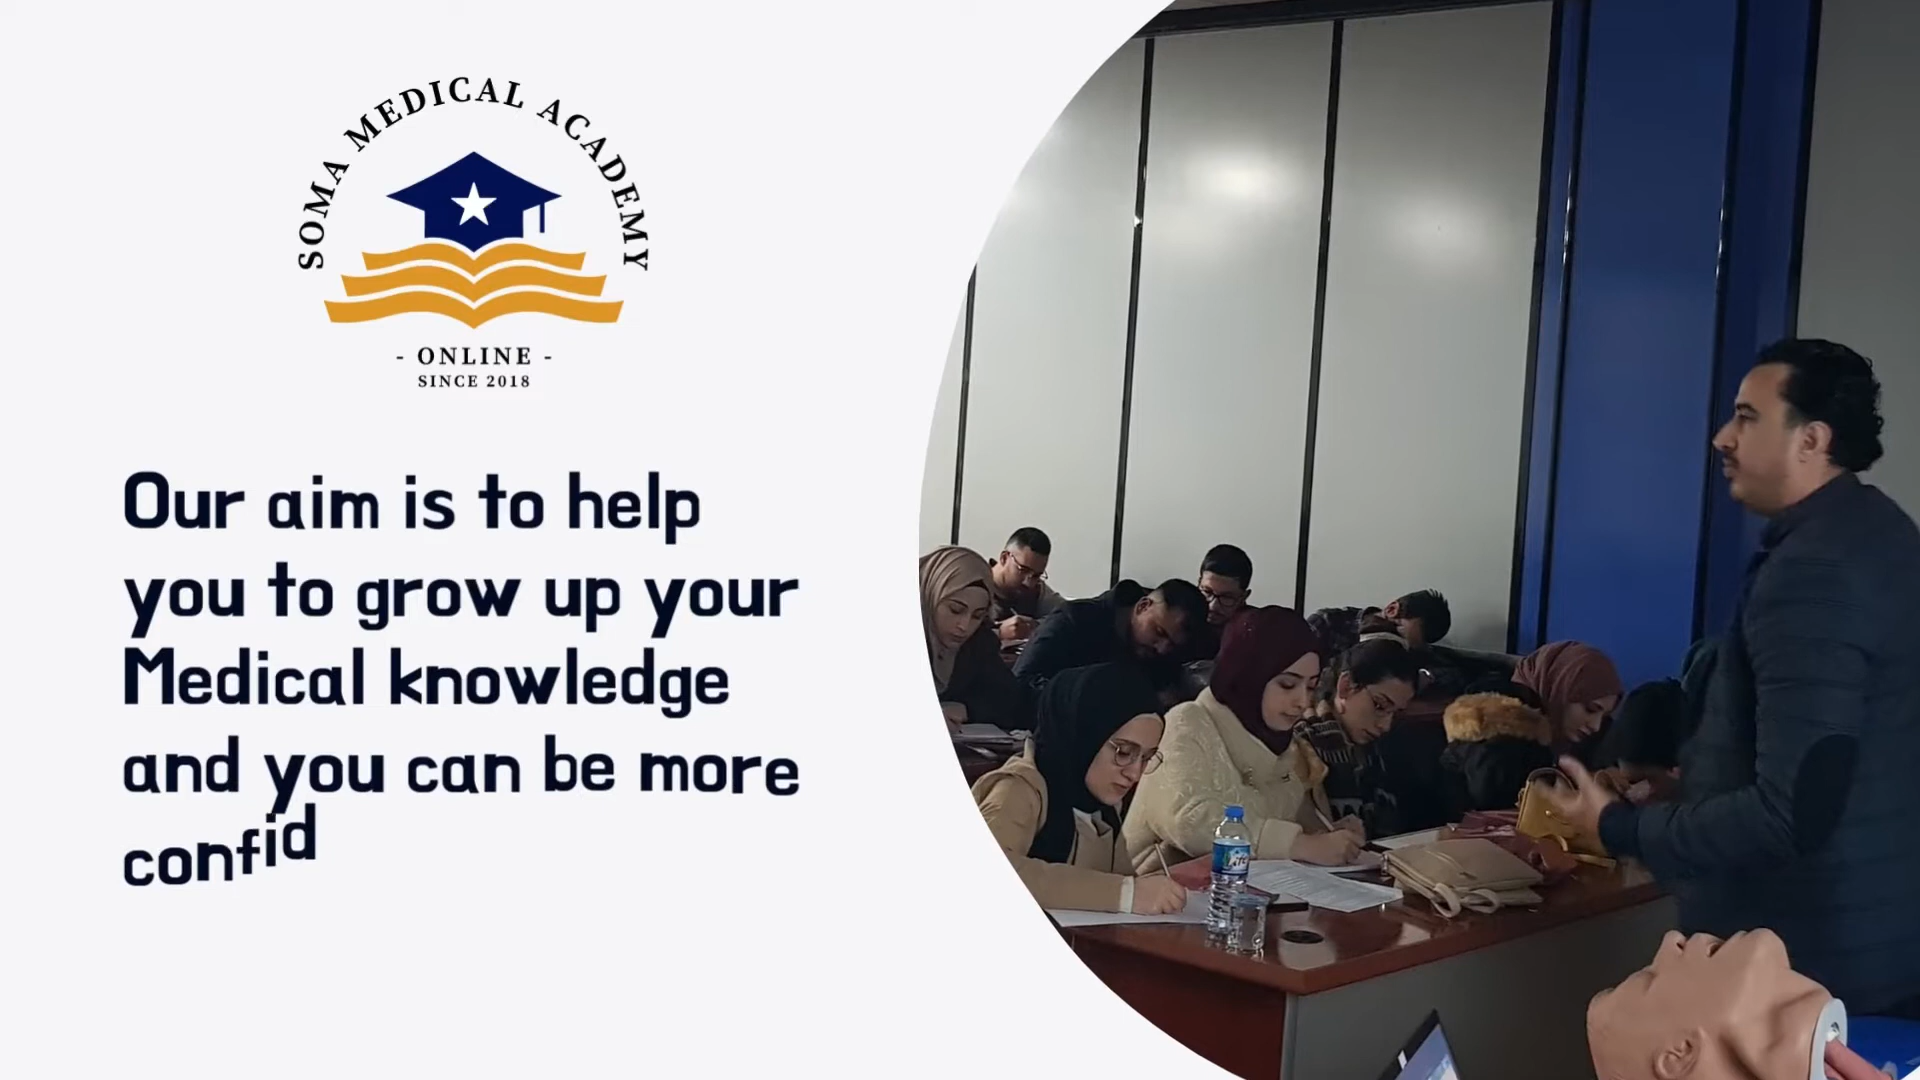 SOMA MEDICAL ACADEMY
- ONLINE -
SINCE 2018
Our aim is to help
you to grow up your
Medical knowledge
and you can be more
confid